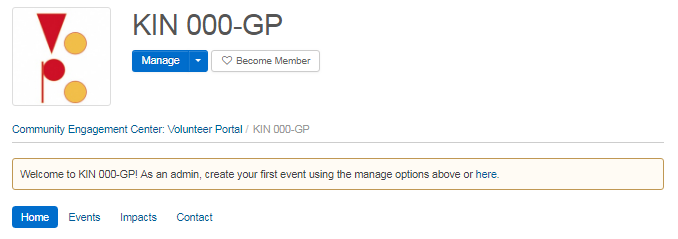 KIN 000-GP
Manage Become Member
Community Engagement Center: Volunteer Portal / KIN 000-GP
Welcome to KIN 000-GP! As an admin, create your first event using the manage options above or here.
Home Events Impacts Contact